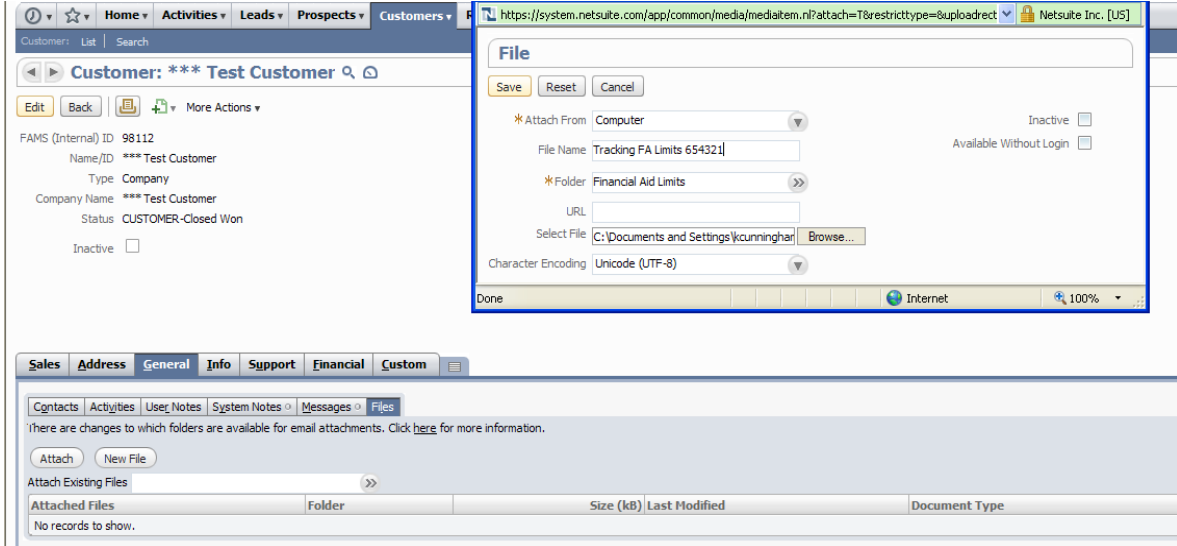 Home Activities Leads Prospects Customers
Customer: List Search
Customer: *** Test Customer
Edit Back More Actions
FAMS (Internal) ID 98112
Name/ID *** Test Customer
Type Company
Company Name *** Test Customer
Status CUSTOMER-Closed Won
Inactive
https://system.netsuite.com/app/common/media/mediaitem.nl?attach=T&restricttype=&uploadrect Netsuite Inc. [US]
File
Save Reset Cancel
*Attach From Computer
Inactive
File Name Tracking FA Limits 654321
Available Without Login
*Folder Financial Aid Limits
URL
Select File C:\Documents and Settings\kcunninghar Browse...
Character Encoding Unicode (UTF-8)
Done Internet 100%
Sales Address General Info Support Financial Custom
Contacts Activities User Notes System Notes Messages Files
There are changes to which folders are available for email attachments. Click here for more information.
Attach New File
Attach Existing Files
Attached Files Folder Size (kB) Last Modified Document Type
No records to show.